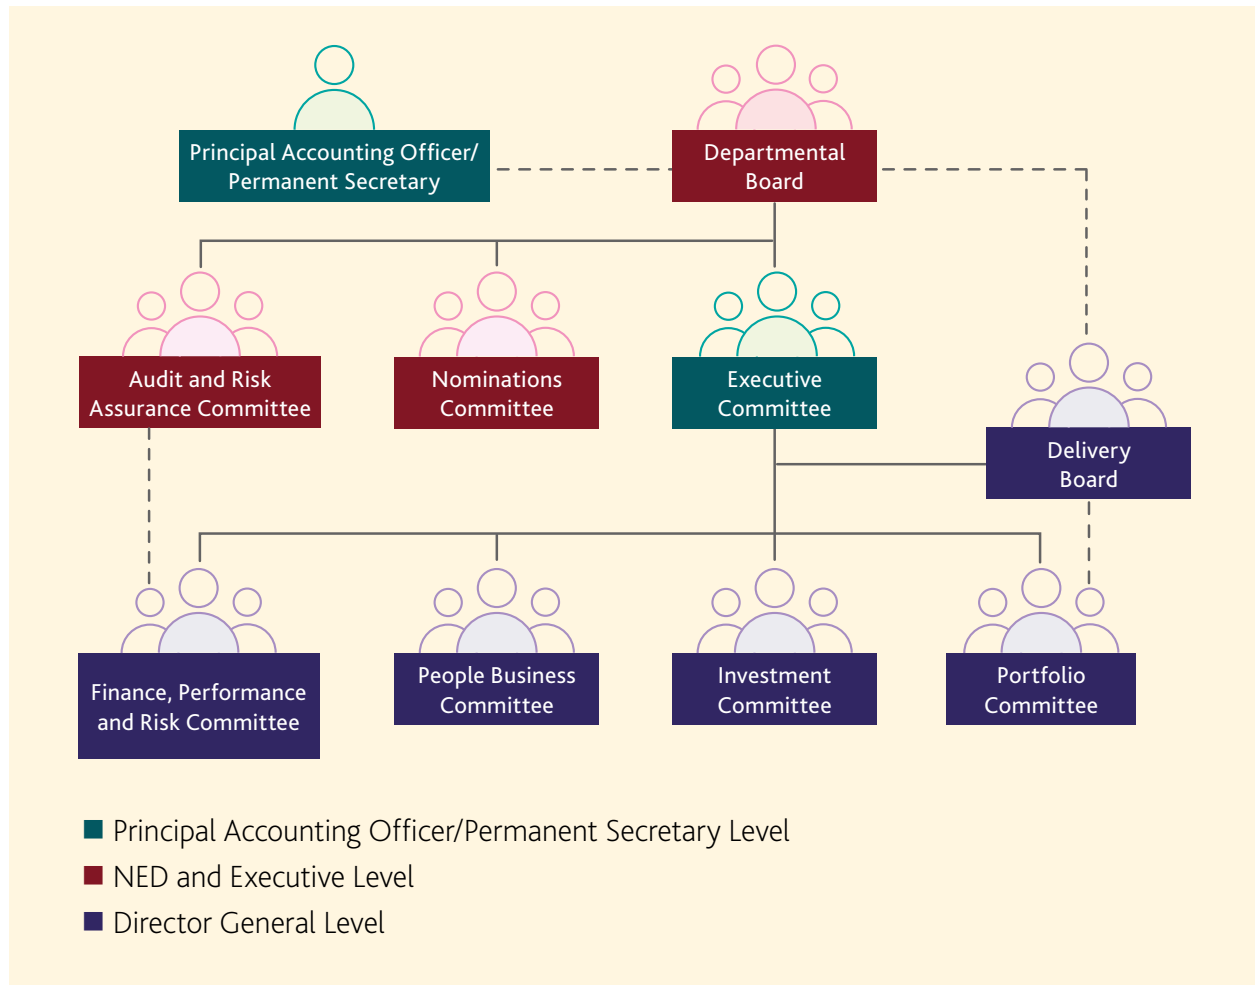 Principal Accounting Officer/
Permanent Secretary
Departmental
Board
Audit and Risk
Assurance Committee
Nominations
Committee
Executive
Committee
Delivery
Board
Finance, Performance
and Risk Committee
People Business
Committee
Investment
Committee
Portfolio
Committee
Principal Accounting Officer/Permanent Secretary Level
NED and Executive Level
Director General Level